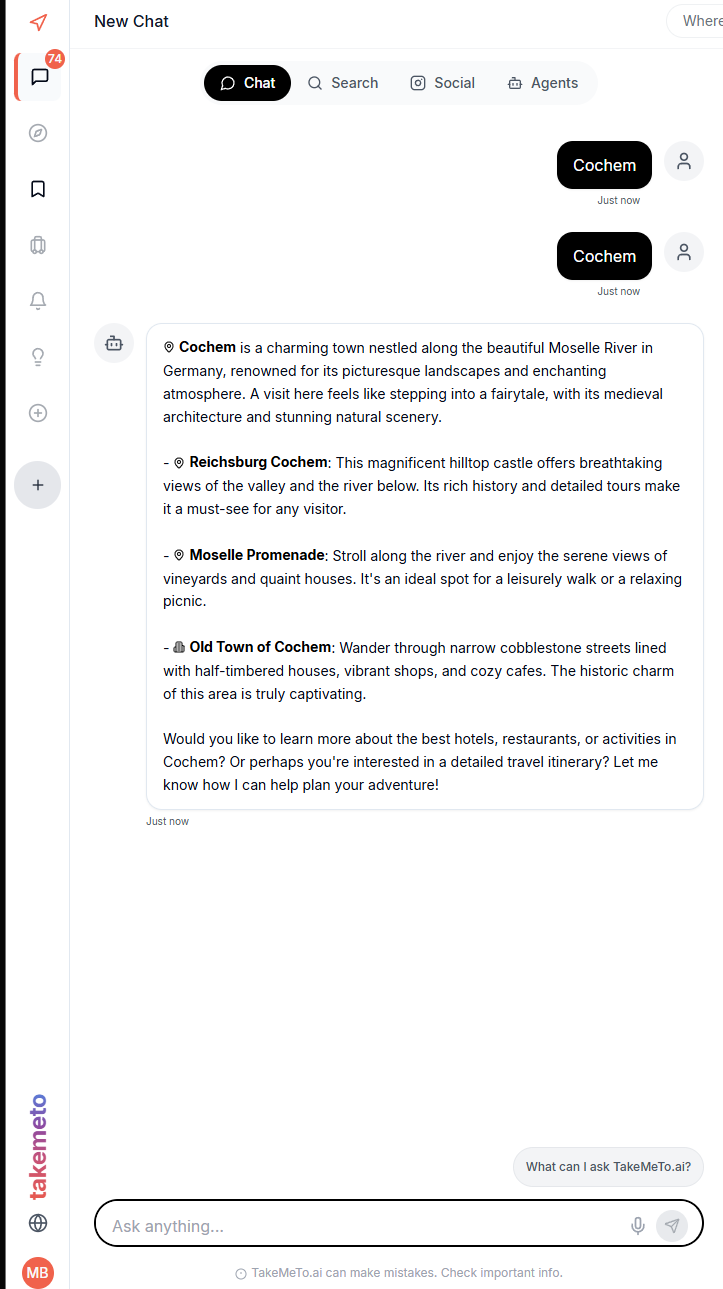 New Chat
Where
74
Chat
Search
Social
Agents
Cochem
Just now
Cochem
Just now
Cochem is a charming town nestled along the beautiful Moselle River in
Germany, renowned for its picturesque landscapes and enchanting
atmosphere. A visit here feels like stepping into a fairytale, with its medieval
architecture and stunning natural scenery.
- Reichsburg Cochem: This magnificent hilltop castle offers breathtaking
views of the valley and the river below. Its rich history and detailed tours make
it a must-see for any visitor.
- Moselle Promenade: Stroll along the river and enjoy the serene views of
vineyards and quaint houses. It's an ideal spot for a leisurely walk or a relaxing
picnic.
- Old Town of Cochem: Wander through narrow cobblestone streets lined
with half-timbered houses, vibrant shops, and cozy cafes. The historic charm
of this area is truly captivating.
Would you like to learn more about the best hotels, restaurants, or activities in
Cochem? Or perhaps you're interested in a detailed travel itinerary? Let me
know how I can help plan your adventure!
Just now
takemeto
What can I ask TakeMeTo.ai?
Ask anything...
MB
TakeMeTo.ai can make mistakes. Check important info.